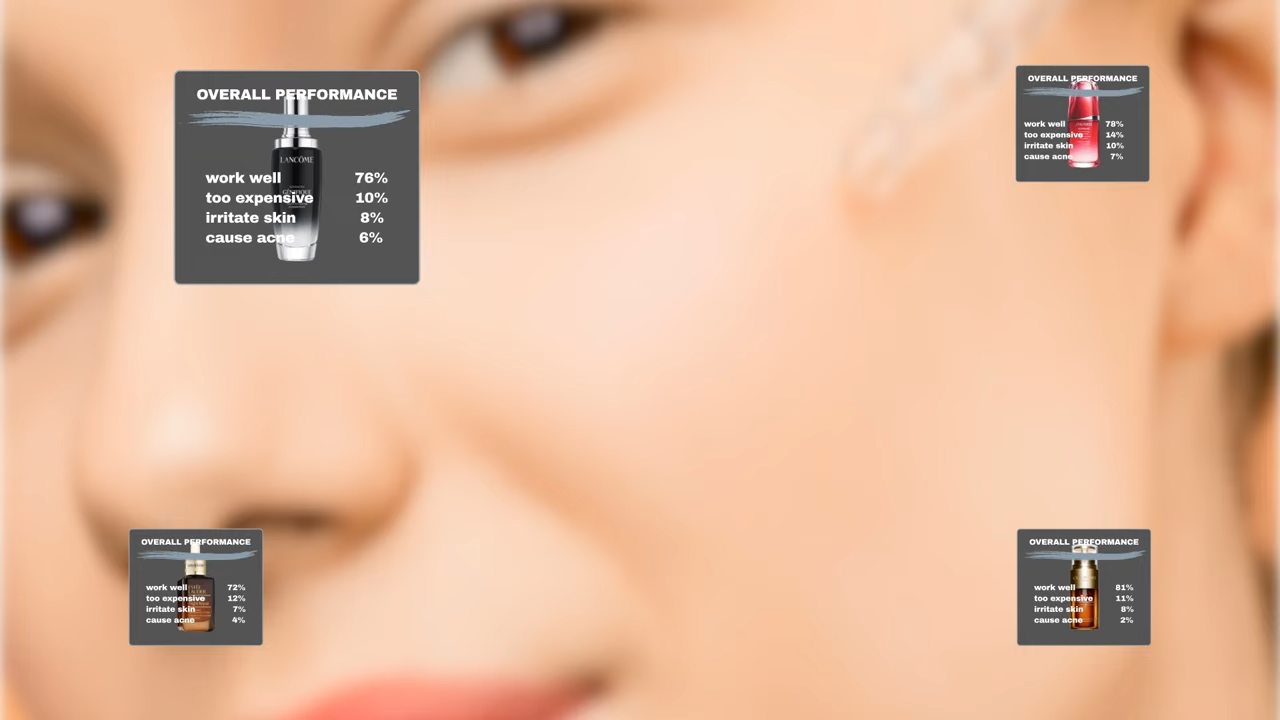 OVERALL PERFORMANCE
LANCÔME
work well 76%
too expensive 10%
irritate skin 8%
cause acne 6%
OVERALL PERFORMANCE
work well 78%
too expensive 14%
irritate skin 10%
cause acne 7%
OVERALL PERFORMANCE
work well 72%
too expensive 12%
irritate skin 7%
cause acne 4%
OVERALL PERFORMANCE
work well 81%
too expensive 11%
irritate skin 8%
cause acne 2%